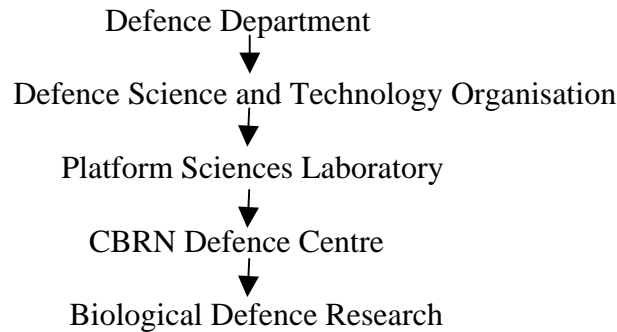 Defence Department
Defence Science and Technology Organisation
Platform Sciences Laboratory
CBRN Defence Centre
Biological Defence Research